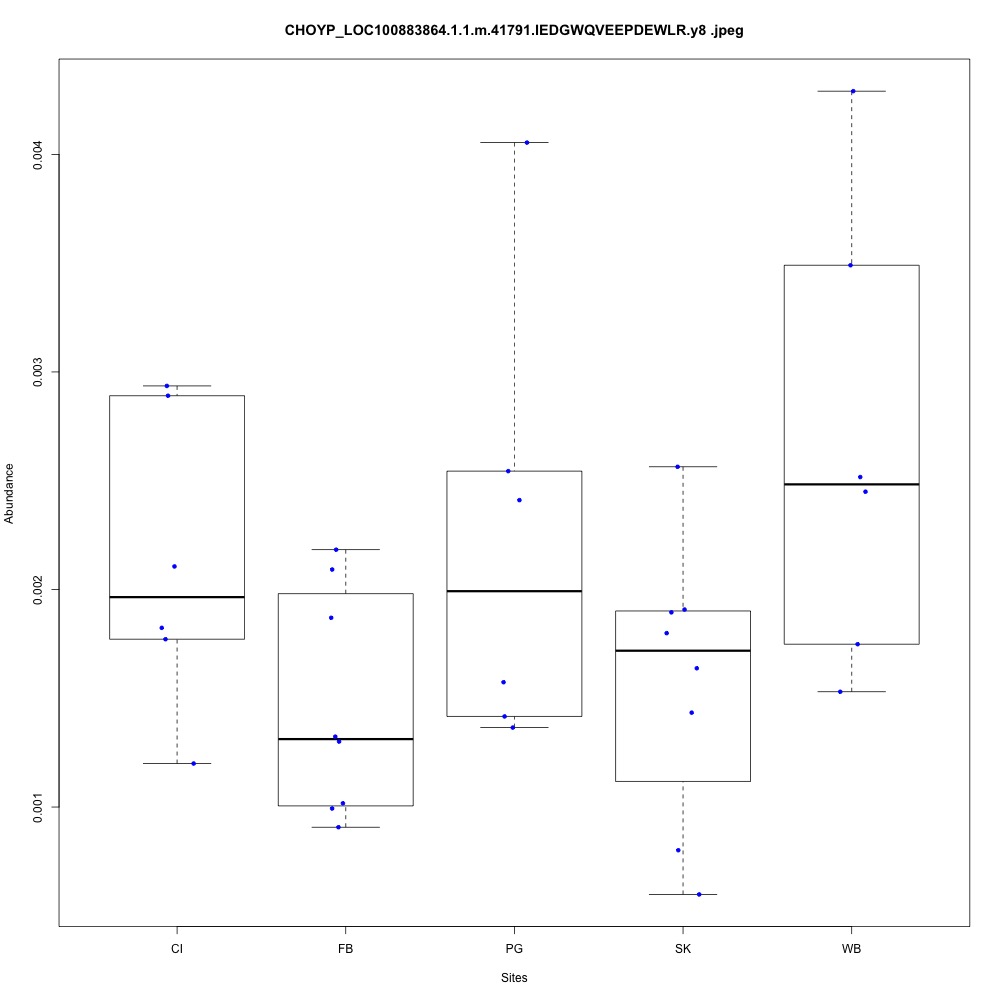 CHOYP_LOC100883864.1.1.m.41791.IEDGWQVEEPDEWLR.y8 .jpeg
0.004
0.003
0.002
0.001
Abundance
CI FB PG SK WB
Sites